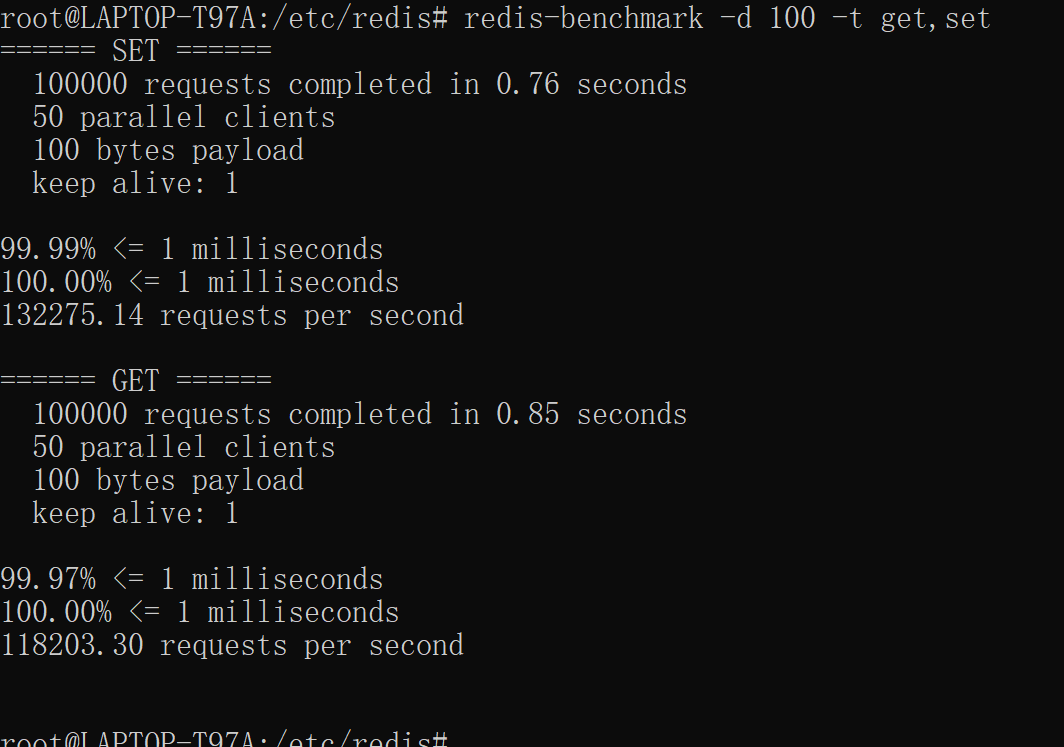 root@LAPTOP-T97A:/etc/redis# redis-benchmark -d 100 -t get,set
====== SET ======
  100000 requests completed in 0.76 seconds
  50 parallel clients
  100 bytes payload
  keep alive: 1

99.99% <= 1 milliseconds
100.00% <= 1 milliseconds
132275.14 requests per second

====== GET ======
  100000 requests completed in 0.85 seconds
  50 parallel clients
  100 bytes payload
  keep alive: 1

99.97% <= 1 milliseconds
100.00% <= 1 milliseconds
118203.30 requests per second

root@LAPTOP-T97A:/etc/redis#